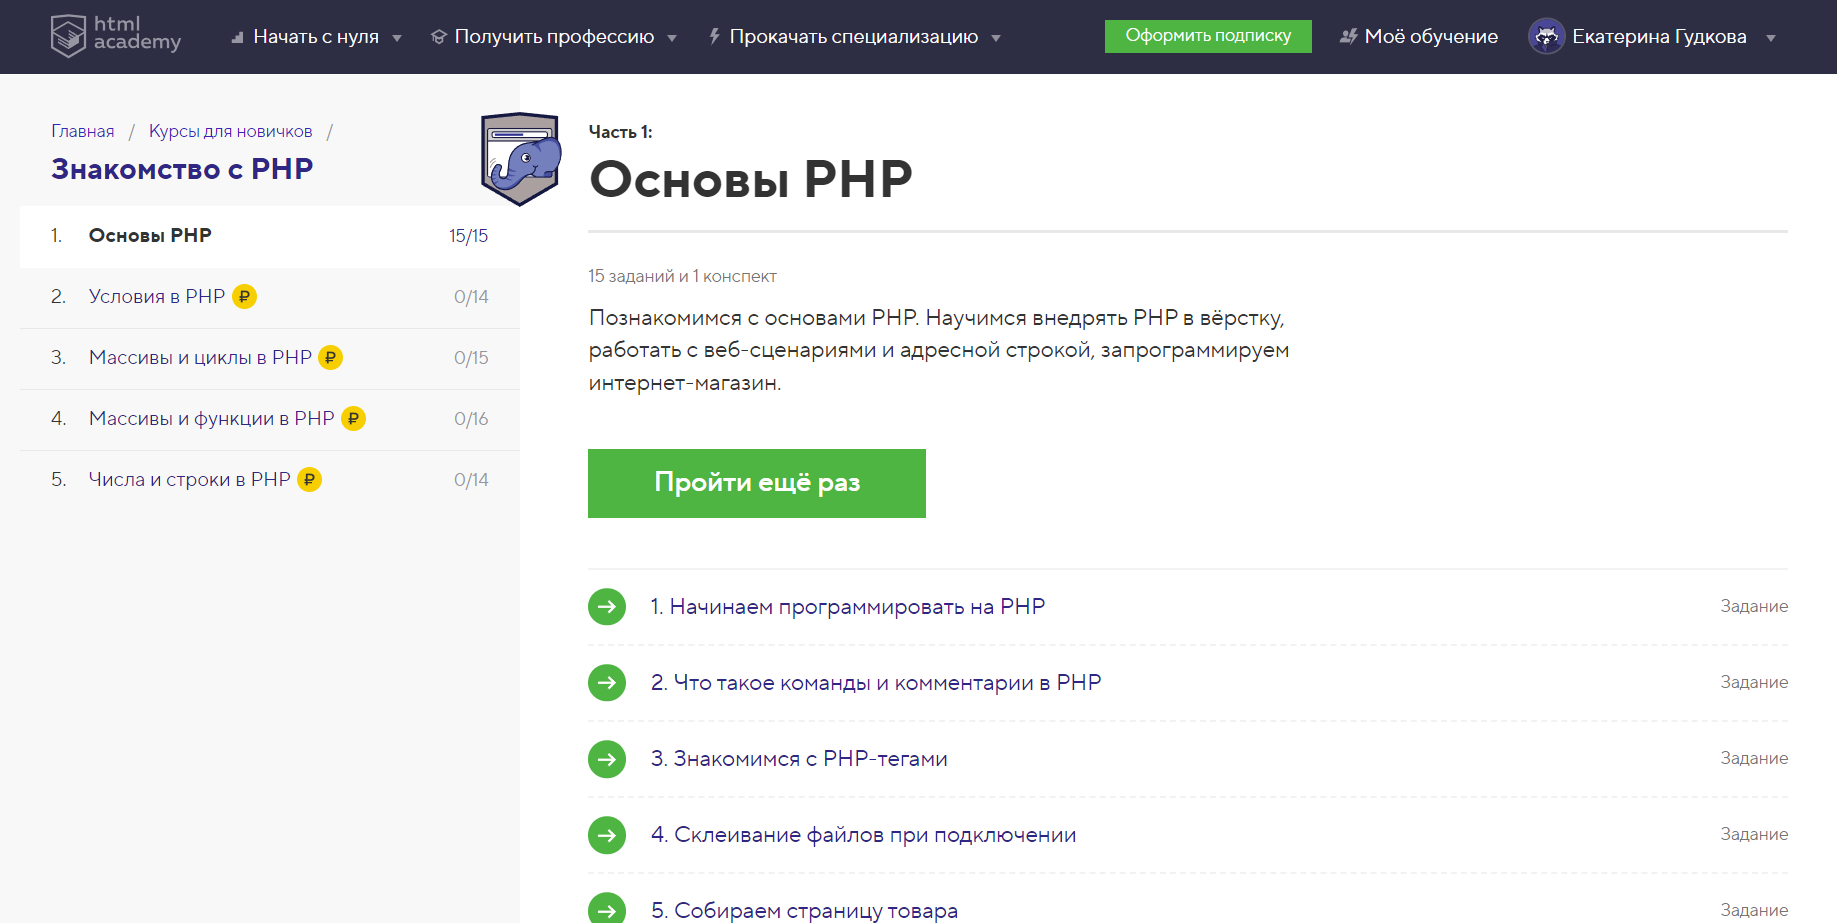 html
academy
Начать с нуля
Получить профессию
Прокачать специализацию
Оформить подписку
Моё обучение
Екатерина Гудкова
Главная / Курсы для новичков /
Знакомство с PHP
1. Основы PHP 15/15
2. Условия в PHP ₽ 0/14
3. Массивы и циклы в PHP ₽ 0/15
4. Массивы и функции в PHP ₽ 0/16
5. Числа и строки в PHP ₽ 0/14
Часть 1:
Основы PHP
15 заданий и 1 конспект
Познакомимся с основами PHP. Научимся внедрять PHP в вёрстку,
работать с веб-сценариями и адресной строкой, запрограммируем
интернет-магазин.
Пройти ещё раз
1. Начинаем программировать на PHP Задание
2. Что такое команды и комментарии в PHP Задание
3. Знакомимся с PHP-тегами Задание
4. Склеивание файлов при подключении Задание
5. Собираем страницу товара Задание